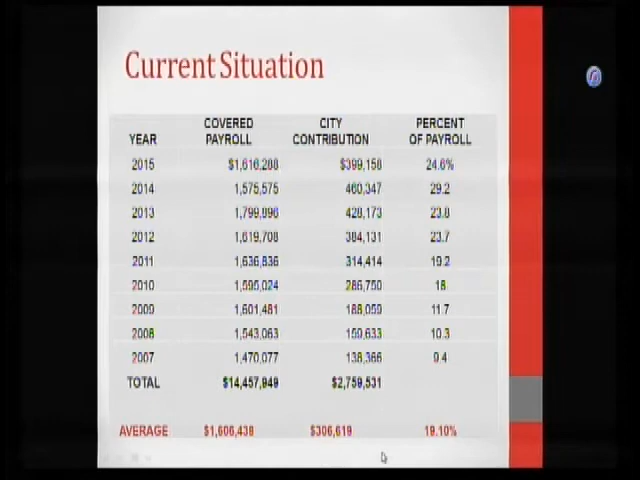 Current Situation
YEAR COVERED PAYROLL CITY CONTRIBUTION PERCENT OF PAYROLL
2015 $1,616,288 $399,158 24.6%
2014 1,575,575 460,347 29.2
2013 1,799,896 428,173 23.8
2012 1,619,708 384,131 23.7
2011 1,636,836 314,414 19.2
2010 1,595,024 286,750 18
2009 1,601,481 188,059 11.7
2008 1,543,063 159,633 10.3
2007 1,470,077 138,366 9.4
TOTAL $14,457,949 $2,759,531
AVERAGE $1,606,438 $306,619 19.10%